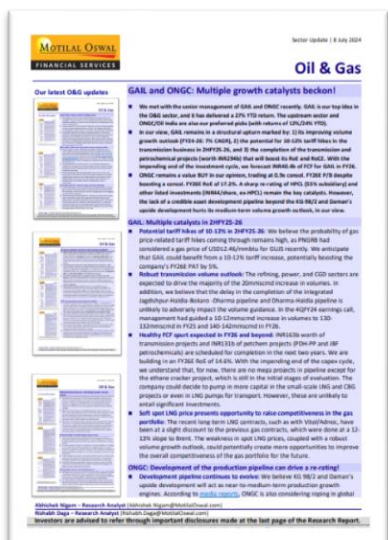 Sector Update | 8 July 2024
MOTILAL OSWAL
FINANCIAL SERVICES
Oil & Gas
Our latest O&G updates
GAIL and ONGC: Multiple growth catalysts beckon!
We met with the senior management of GAIL and ONGC recently. GAIL is our top idea
in the O&G sector, and it has delivered a 27% YTD return. The upstream sector and
ONGC/Oil India are also our preferred picks (with returns of 12%/24% YTD).
In our view, GAIL remains in a structural upturn marked by: 1) its improving volume
growth outlook (FY24-26: 7% CAGR), 2) the potential for 10-12% tariff hikes in the
transmission business in 2HFY25-26, and 3) the completion of the transmission
and petrochemical projects that will boost its RoE and RoCE. With the
impending end of the investment cycle, we forecast of FCF for GAIL in FY26.
ONGC remains a value BUY in our opinion, trading at 0.9x consol. FY26E P/B despite
boasting a consol. FY26E RoE of 17.2%. A sharp re-rating of HPCL (55% subsidiary) and
other listed investments (INR44/share, ex-HPCL) remain the key catalysts. However,
the lack of a credible asset development pipeline beyond the KG-98/2 and Daman's
upside development hurts its medium-term volume growth outlook, in our view.
GAIL: Multiple catalysts in 2HFY25-26
Potential tariff hikes of 10-12% in 2HFY25-26: We believe the probability of gas
price-related tariff hikes coming through remains high, as PNGRB had
considered a gas price of for GUJS recently. We anticipate
that GAIL could benefit from a 10-12% tariff increase, potentially boosting the
company's FY26E PAT by 5%.
Robust transmission volume outlook: The refining, power, and CGD sectors are
expected to drive the majority of the 20mmscmd increase in volumes. In
addition, we believe that the delay in the completion of the integrated
Jagdishpur-Haldia-Bokaro -Dharma pipeline and Dharma-Haldia pipeline is
unlikely to adversely impact the volume guidance. In the 4QFY24 earnings call,
management had guided a 10-12mmscmd increase in volumes to 130-
132mmscmd in FY25 and 140-142mmscmd in FY26.
Healthy FCF spurt expected in FY26 and beyond: INR163b worth of
transmission projects and INR131b of petchem projects (PDH-PP and JBF
petrochemicals) are scheduled for completion in the next two years. We are
building in an FY26E RoE of 14.6%. With the impending end of the capex cycle,
we understand that, for now, there are no mega projects in pipeline except for
the ethane cracker project, which is still in the initial stages of evaluation. The
company could decide to pump in more capital in the small-scale LNG and CBG
projects or even in LNG pumps for transport. However, these are unlikely to
entail significant investments.
Soft spot LNG price presents opportunity to raise competitiveness in the gas
portfolio: The recent long-term LNG contracts, such as with Vitol/Adnoc, have
been at a slight discount to the previous gas contracts, which were done at a 12-
13% slope to Brent. The weakness in spot LNG prices, coupled with a robust
volume growth outlook, could potentially create more opportunities to improve
the overall competitiveness of the gas portfolio for the future.
ONGC: Development of the production pipeline can drive a re-rating!
Development pipeline continues to evolve: We believe KG 98/2 and Daman's
upside development will act as near-to-medium-term production growth
engines. According to media reports, ONGC is also considering roping in global
Abhishek Nigam – Research Analyst (Abhishek.Nigam@MotilalOswal.com)
Rishabh Daga – Research Analyst (Rishabh.Daga@MotilalOswal.com)
Investors are advised to refer through important disclosures made at the last page of the Research Report.